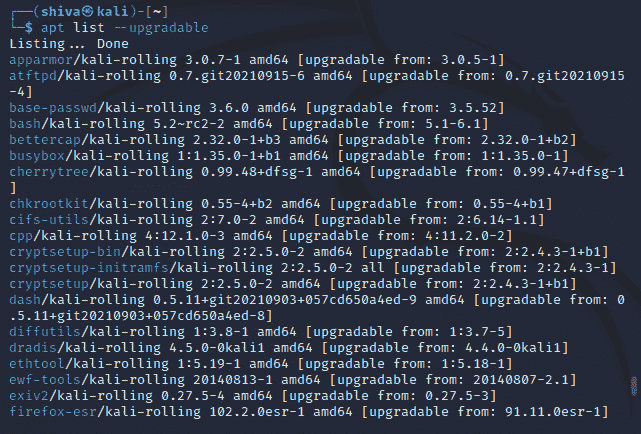 ┌──(shiva㉿kali)-[~]
└─$ apt list --upgradable
Listing... Done
apparmor/kali-rolling 3.0.7-1 amd64 [upgradable from: 3.0.5-1]
atftpd/kali-rolling 0.7.git20210915-6 amd64 [upgradable from: 0.7.git20210915
-4]
base-passwd/kali-rolling 3.6.0 amd64 [upgradable from: 3.5.52]
bash/kali-rolling 5.2~rc2-2 amd64 [upgradable from: 5.1-6.1]
bettercap/kali-rolling 2.32.0-1+b3 amd64 [upgradable from: 2.32.0-1+b2]
busybox/kali-rolling 1:1.35.0-1+b1 amd64 [upgradable from: 1:1.35.0-1]
cherrytree/kali-rolling 0.99.48+dfsg-1 amd64 [upgradable from: 0.99.47+dfsg-1
]
chkrootkit/kali-rolling 0.55-4+b2 amd64 [upgradable from: 0.55-4+b1]
cifs-utils/kali-rolling 2:7.0-2 amd64 [upgradable from: 2:6.14-1.1]
cpp/kali-rolling 4:12.1.0-3 amd64 [upgradable from: 4:11.2.0-2]
cryptsetup-bin/kali-rolling 2:2.5.0-2 amd64 [upgradable from: 2:2.4.3-1+b1]
cryptsetup-initramfs/kali-rolling 2:2.5.0-2 all [upgradable from: 2:2.4.3-1]
cryptsetup/kali-rolling 2:2.5.0-2 amd64 [upgradable from: 2:2.4.3-1+b1]
dash/kali-rolling 0.5.11+git20210903+057cd650a4ed-9 amd64 [upgradable from: 0
.5.11+git20210903+057cd650a4ed-8]
diffutils/kali-rolling 1:3.8-1 amd64 [upgradable from: 1:3.7-5]
dradis/kali-rolling 4.5.0-0kali1 amd64 [upgradable from: 4.4.0-0kali1]
ethtool/kali-rolling 1:5.19-1 amd64 [upgradable from: 1:5.18-1]
ewf-tools/kali-rolling 20140813-1 amd64 [upgradable from: 20140807-2.1]
exiv2/kali-rolling 0.27.5-4 amd64 [upgradable from: 0.27.5-3]
firefox-esr/kali-rolling 102.2.0esr-1 amd64 [upgradable from: 91.11.0esr-1]